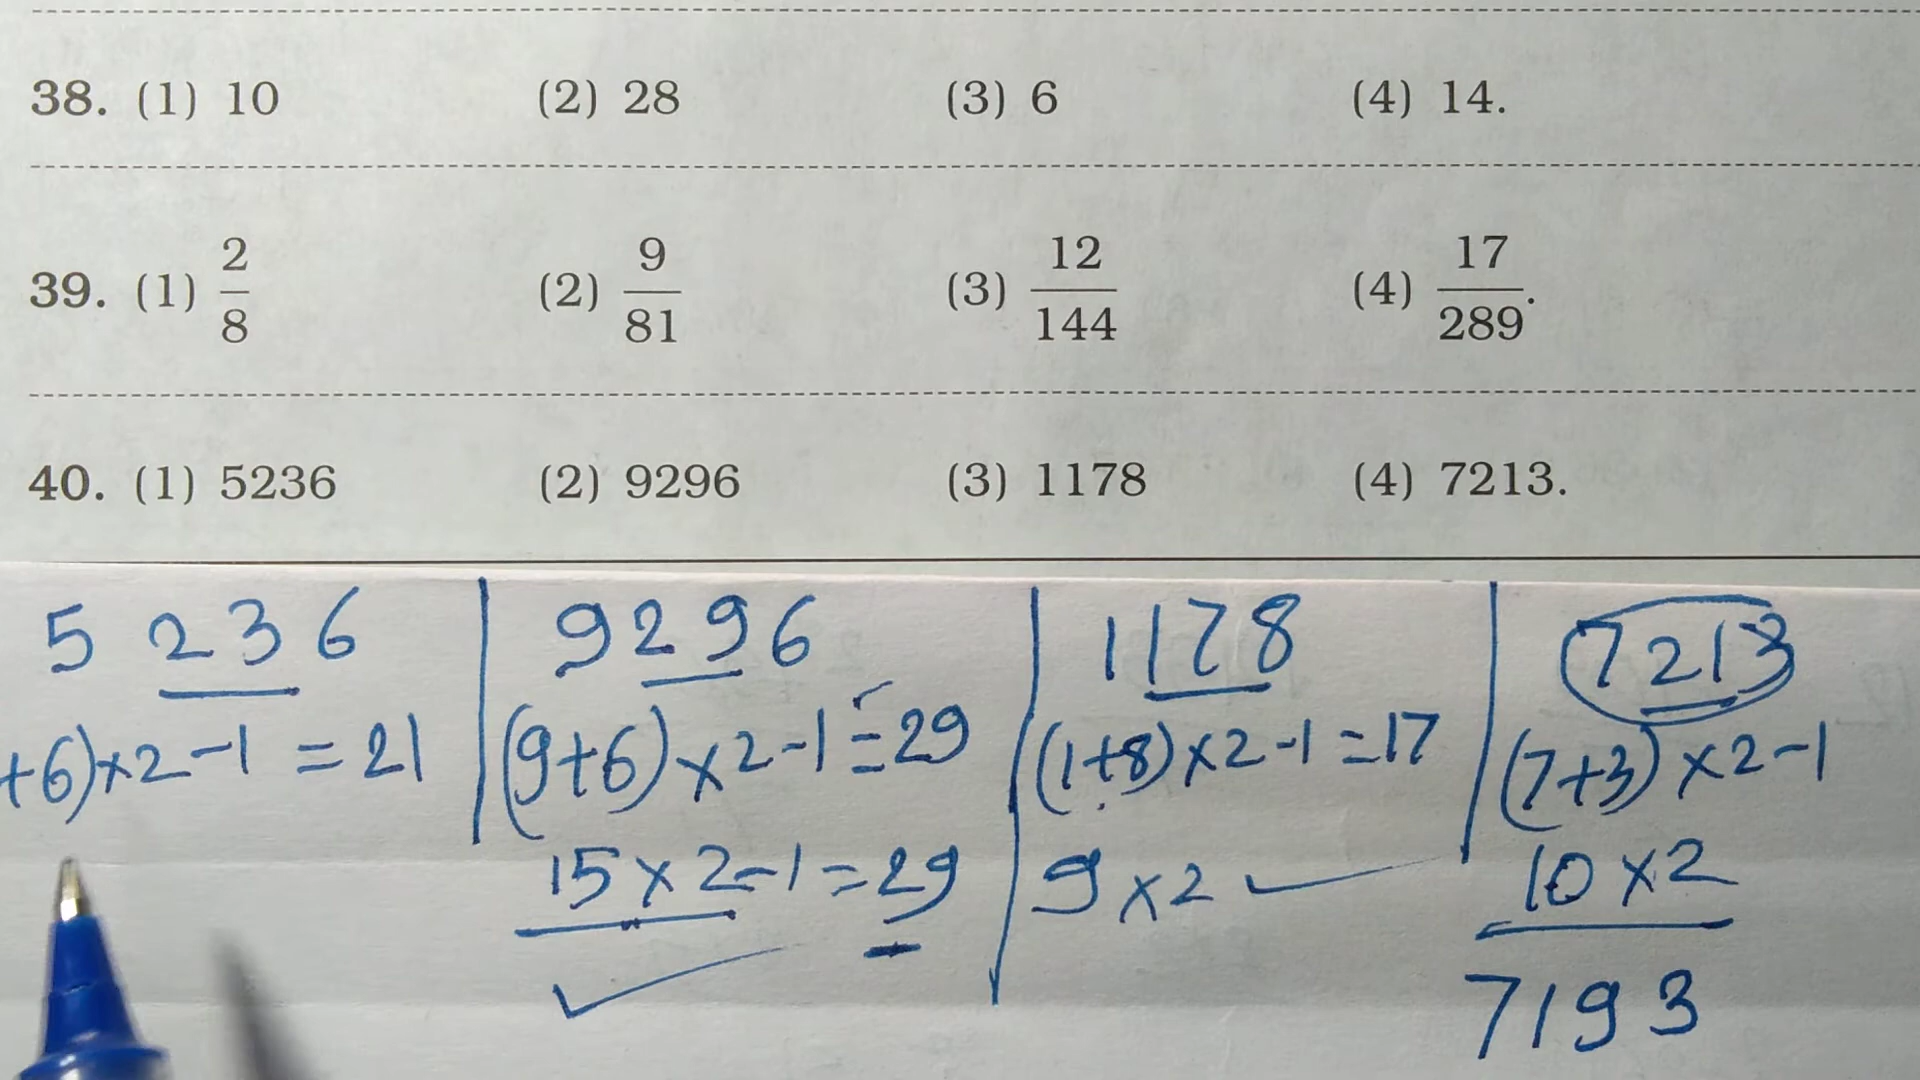 38. (1) 10 (2) 28 (3) 6 (4) 14.
39. (1) 2/8 (2) 9/81 (3) 12/144 (4) 17/289.
40. (1) 5236 (2) 9296 (3) 1178 (4) 7213.
5 236 9296 1178 7213
+6)×2-1 = 21 (9+6)×2-1=29 (1+8)×2-1=17 (7+3)×2-1
15×2-1=29 9×2 10×2
7193